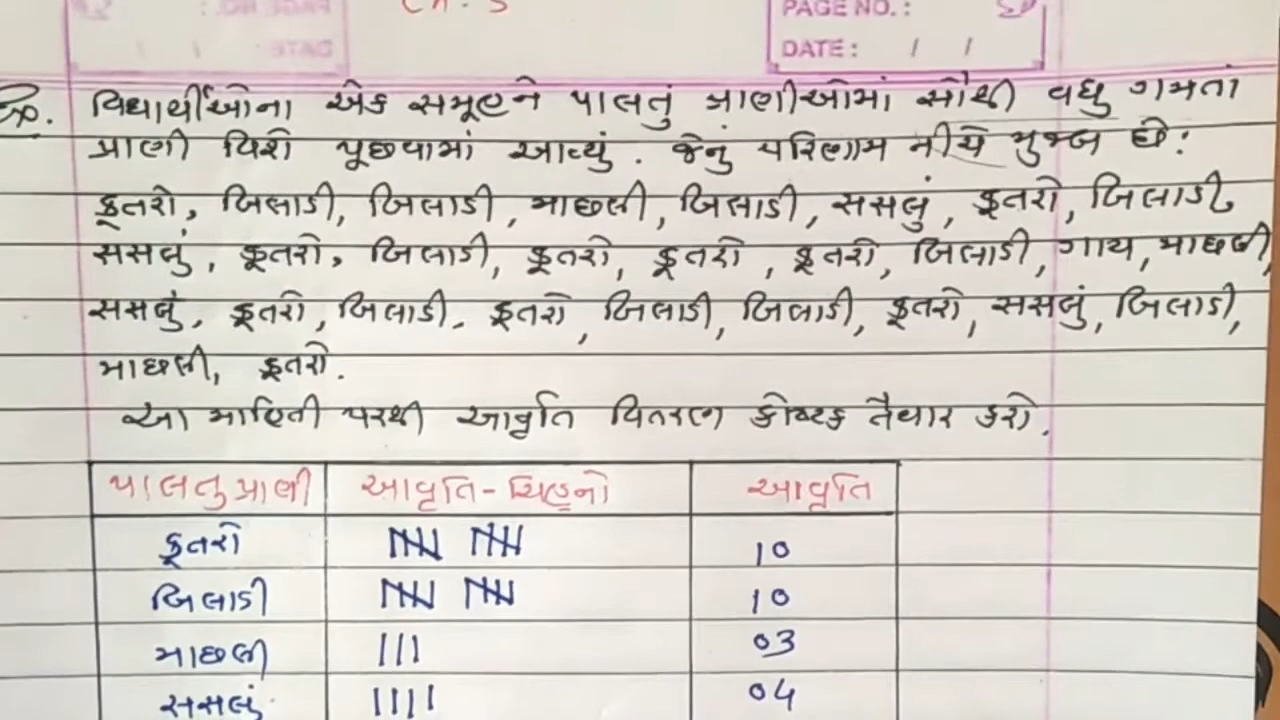 Ch. 3
PAGE NO. :
DATE : / /
વિદ્યાર્થીઓના એક સમૂહને પાલતું પ્રાણીઓમાં સૌથી વધુ ગમતાં
પ્રાણી વિશે પૂછવામાં આવ્યું. જેનું પરિણામ નીચે મુજબ છે:
કૂતરો, બિલાડી, બિલાડી, માછલી, બિલાડી, સસલું, કૂતરો, બિલાડી,
સસલું, કૂતરો, બિલાડી, કૂતરો, કૂતરો, કૂતરો, બિલાડી, ગાય, માછલી,
સસલું, કૂતરો, બિલાડી, કૂતરો, બિલાડી, બિલાડી, કૂતરો, સસલું, બિલાડી,
માછલી, કૂતરો.
આ માહિતી પરથી આવૃતિ વિતરણ કોષ્ટક તૈયાર કરો.
પાલતુ પ્રાણી આવૃતિ-ચિહ્નો આવૃતિ
કૂતરો 10
બિલાડી 10
માછલી ||| 03
સસલું |||| 04